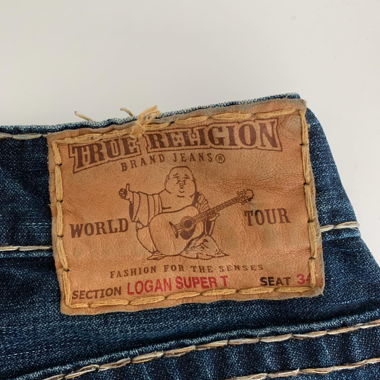 TRUE RELIGION
BRAND JEANS®
WORLD TOUR
FASHION FOR THE SENSES
SECTION LOGAN SUPER T SEAT 34